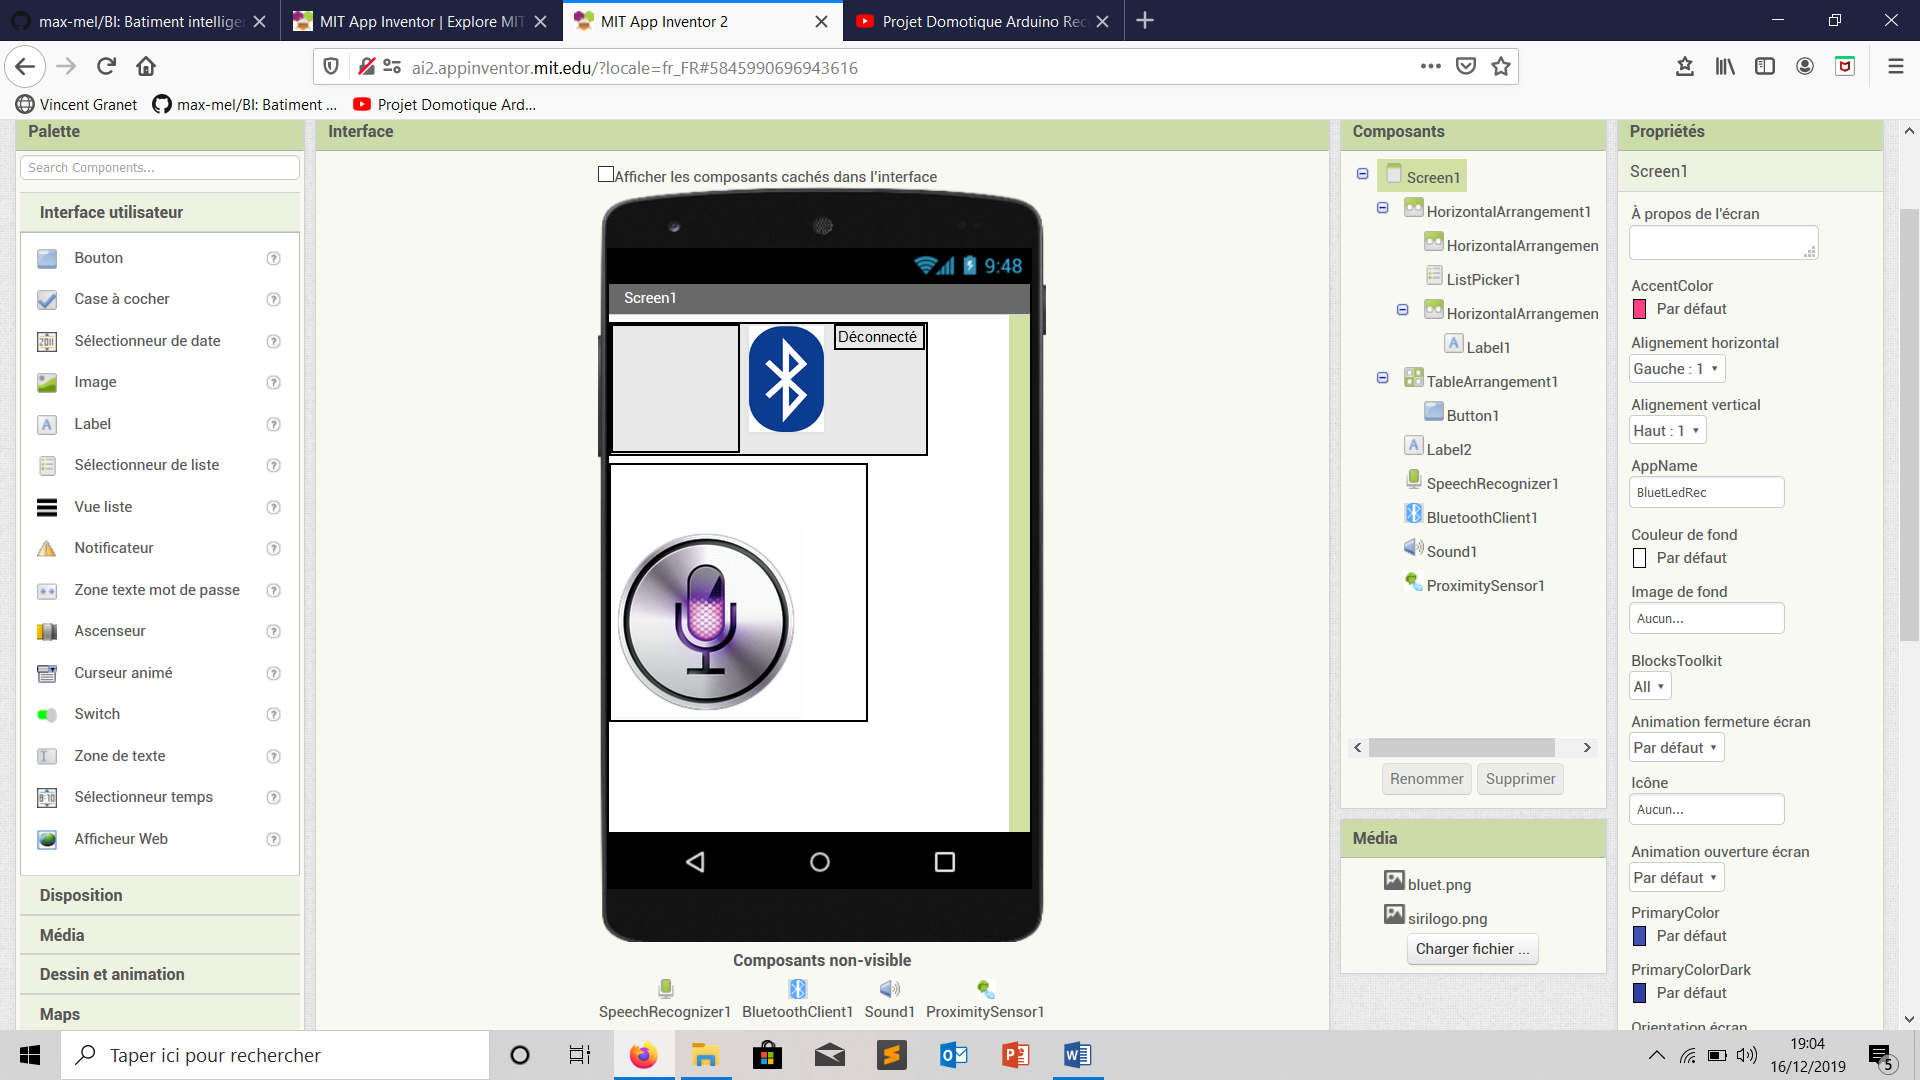 max-mel/BI: Batiment intelliger
MIT App Inventor | Explore MIT
MIT App Inventor 2
Projet Domotique Arduino Rec
ai2.appinventor.mit.edu/?locale=fr_FR#5845990696943616
Vincent Granet
max-mel/BI: Batiment ...
Projet Domotique Ard...
Palette
Search Components...
Interface utilisateur
Bouton
Case à cocher
Sélectionneur de date
Image
Label
Sélectionneur de liste
Vue liste
Notificateur
Zone texte mot de passe
Ascenseur
Curseur animé
Switch
Zone de texte
Sélectionneur temps
Afficheur Web
Disposition
Média
Dessin et animation
Maps
Interface
Afficher les composants cachés dans l'interface
9:48
Screen1
Déconnecté
Composants non-visible
SpeechRecognizer1
BluetoothClient1
Sound1
ProximitySensor1
Composants
Screen1
HorizontalArrangement1
HorizontalArrangemen
ListPicker1
HorizontalArrangemen
Label1
TableArrangement1
Button1
Label2
SpeechRecognizer1
BluetoothClient1
Sound1
ProximitySensor1
Renommer
Supprimer
Média
bluet.png
sirilogo.png
Charger fichier ...
Propriétés
Screen1
À propos de l'écran
AccentColor
Par défaut
Alignement horizontal
Gauche : 1
Alignement vertical
Haut : 1
AppName
BluetLedRec
Couleur de fond
Par défaut
Image de fond
Aucun...
BlocksToolkit
All
Animation fermeture écran
Par défaut
Icône
Aucun...
Animation ouverture écran
Par défaut
PrimaryColor
Par défaut
PrimaryColorDark
Par défaut
Orientation écran
Taper ici pour rechercher
19:04
16/12/2019
5